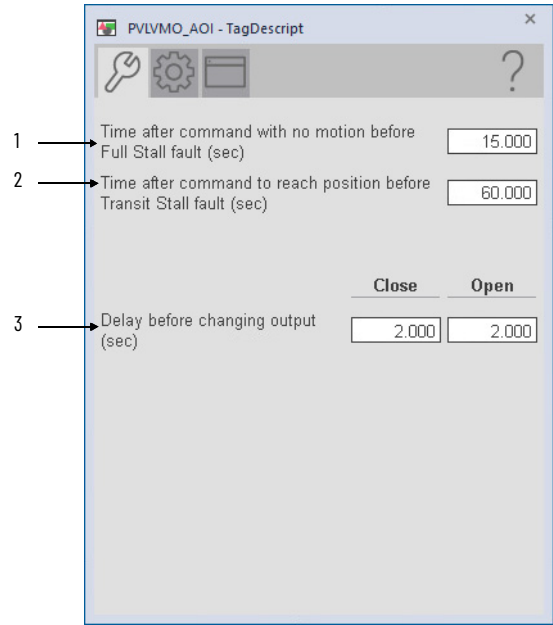 PVLVMO_AOI - TagDescript ×
?
1 Time after command with no motion before 15.000
Full Stall fault (sec)
2 Time after command to reach position before 60.000
Transit Stall fault (sec)
Close Open
3 Delay before changing output 2.000 2.000
(sec)